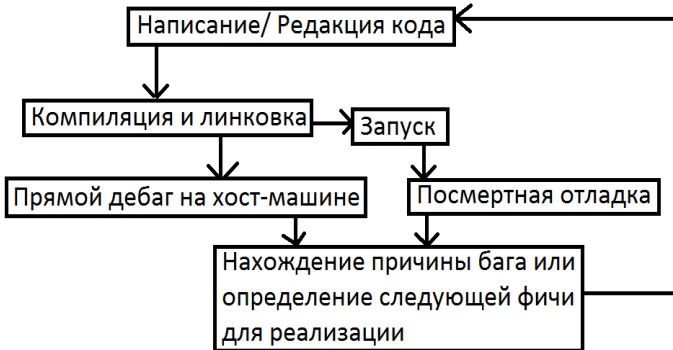 Написание/ Редакция кода
Компиляция и линковка
Запуск
Прямой дебаг на хост-машине
Посмертная отладка
Нахождение причины бага или
определение следующей фичи
для реализации